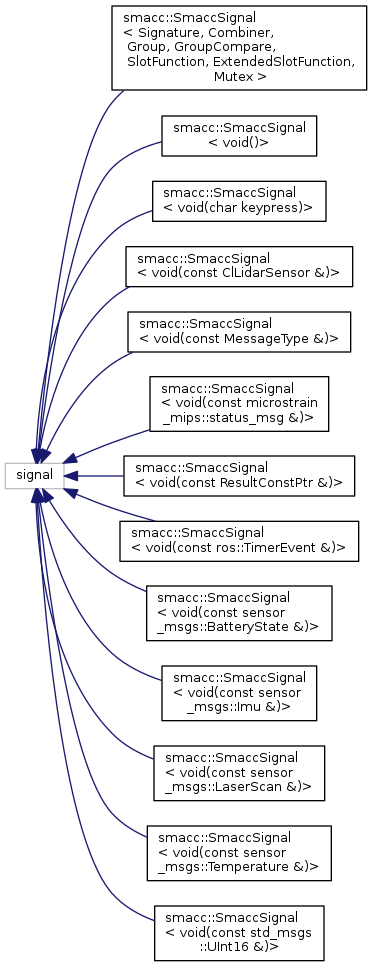 smacc::SmaccSignal
< Signature, Combiner,
Group, GroupCompare,
SlotFunction, ExtendedSlotFunction,
Mutex >
smacc::SmaccSignal
< void()>
smacc::SmaccSignal
< void(char keypress)>
smacc::SmaccSignal
< void(const ClLidarSensor &)>
smacc::SmaccSignal
< void(const MessageType &)>
smacc::SmaccSignal
< void(const microstrain
_mips::status_msg &)>
signal
smacc::SmaccSignal
< void(const ResultConstPtr &)>
smacc::SmaccSignal
< void(const ros::TimerEvent &)>
smacc::SmaccSignal
< void(const sensor
_msgs::BatteryState &)>
smacc::SmaccSignal
< void(const sensor
_msgs::Imu &)>
smacc::SmaccSignal
< void(const sensor
_msgs::LaserScan &)>
smacc::SmaccSignal
< void(const sensor
_msgs::Temperature &)>
smacc::SmaccSignal
< void(const std_msgs
::UInt16 &)>